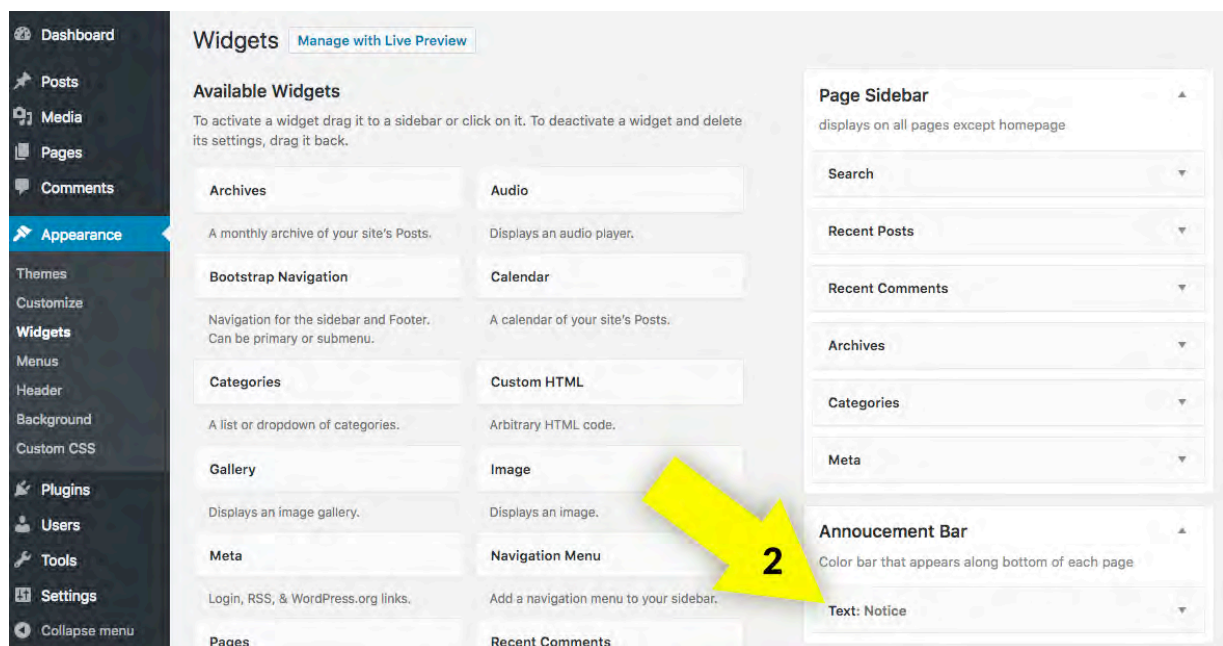 Dashboard
Posts
Media
Pages
Comments
Appearance
Themes
Customize
Widgets
Menus
Header
Background
Custom CSS
Plugins
Users
Tools
Settings
Collapse menu
Widgets Manage with Live Preview
Available Widgets
To activate a widget drag it to a sidebar or click on it. To deactivate a widget and delete
its settings, drag it back.
Archives
A monthly archive of your site's Posts.
Audio
Displays an audio player.
Bootstrap Navigation
Navigation for the sidebar and Footer.
Can be primary or submenu.
Calendar
A calendar of your site's Posts.
Categories
A list or dropdown of categories.
Custom HTML
Arbitrary HTML code.
Gallery
Displays an image gallery.
Image
Displays an image.
Meta
Login, RSS, & WordPress.org links.
Navigation Menu
Add a navigation menu to your sidebar.
Pages
Recent Comments
Page Sidebar
displays on all pages except homepage
Search
Recent Posts
Recent Comments
Archives
Categories
Meta
Annoucement Bar
Color bar that appears along bottom of each page
Text: Notice
2